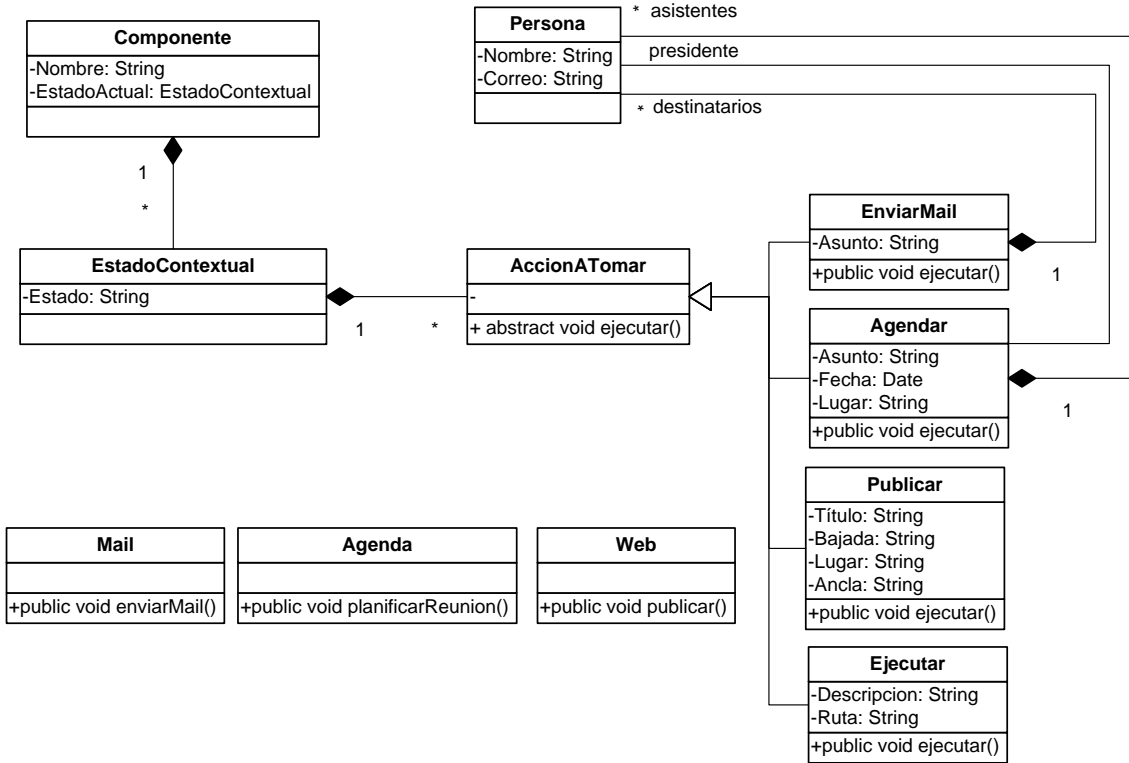 Componente
-Nombre: String
-EstadoActual: EstadoContextual
1
*
Persona
-Nombre: String
-Correo: String
* asistentes
presidente
* destinatarios
EstadoContextual
-Estado: String
1
*
AccionATomar
-
+ abstract void ejecutar()
EnviarMail
-Asunto: String
+public void ejecutar()
1
Agendar
-Asunto: String
-Fecha: Date
-Lugar: String
+public void ejecutar()
1
Publicar
-Título: String
-Bajada: String
-Lugar: String
-Ancla: String
+public void ejecutar()
Ejecutar
-Descripcion: String
-Ruta: String
+public void ejecutar()
Mail
+public void enviarMail()
Agenda
+public void planificarReunion()
Web
+public void publicar()